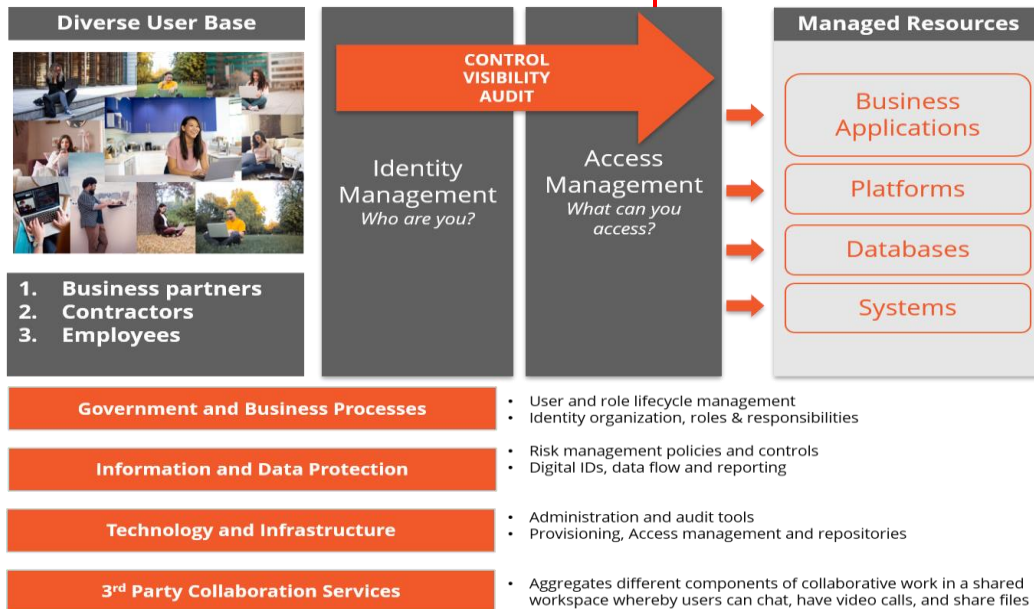 Diverse User Base
1. Business partners
2. Contractors
3. Employees
CONTROL
VISIBILITY
AUDIT
Identity
Management
Who are you?
Access
Management
What can you
access?
Managed Resources
Business
Applications
Platforms
Databases
Systems
Government and Business Processes
• User and role lifecycle management
• Identity organization, roles & responsibilities
Information and Data Protection
• Risk management policies and controls
• Digital IDs, data flow and reporting
Technology and Infrastructure
• Administration and audit tools
• Provisioning, Access management and repositories
3rd Party Collaboration Services
• Aggregates different components of collaborative work in a shared
workspace whereby users can chat, have video calls, and share files